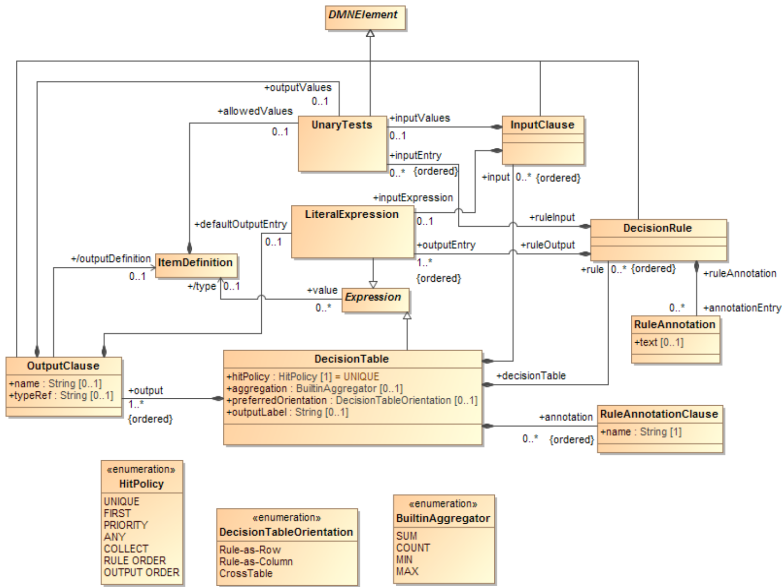 DMNElement
+outputValues
0..1
+allowedValues
0..1
UnaryTests
+inputValues
0..1
InputClause
+inputEntry
0..* {ordered}
+input 0..* {ordered}
+inputExpression
0..1
LiteralExpression
+defaultOutputEntry
0..1
+ruleInput
DecisionRule
+outputEntry
1..*
{ordered}
+ruleOutput
+rule 0..* {ordered}
+/outputDefinition
0..1
ItemDefinition
+/type 0..1
+value
0..*
Expression
+ruleAnnotation
0..*
+annotationEntry
RuleAnnotation
+text [0..1]
OutputClause
+name : String [0..1]
+typeRef : String [0..1]
+output
1..*
{ordered}
DecisionTable
+hitPolicy : HitPolicy [1] = UNIQUE
+aggregation : BuiltinAggregator [0..1]
+preferredOrientation : DecisionTableOrientation [0..1]
+outputLabel : String [0..1]
+decisionTable
+annotation
0..* {ordered}
RuleAnnotationClause
+name : String [1]
«enumeration»
HitPolicy
UNIQUE
FIRST
PRIORITY
ANY
COLLECT
RULE ORDER
OUTPUT ORDER
«enumeration»
DecisionTableOrientation
Rule-as-Row
Rule-as-Column
CrossTable
«enumeration»
BuiltinAggregator
SUM
COUNT
MIN
MAX